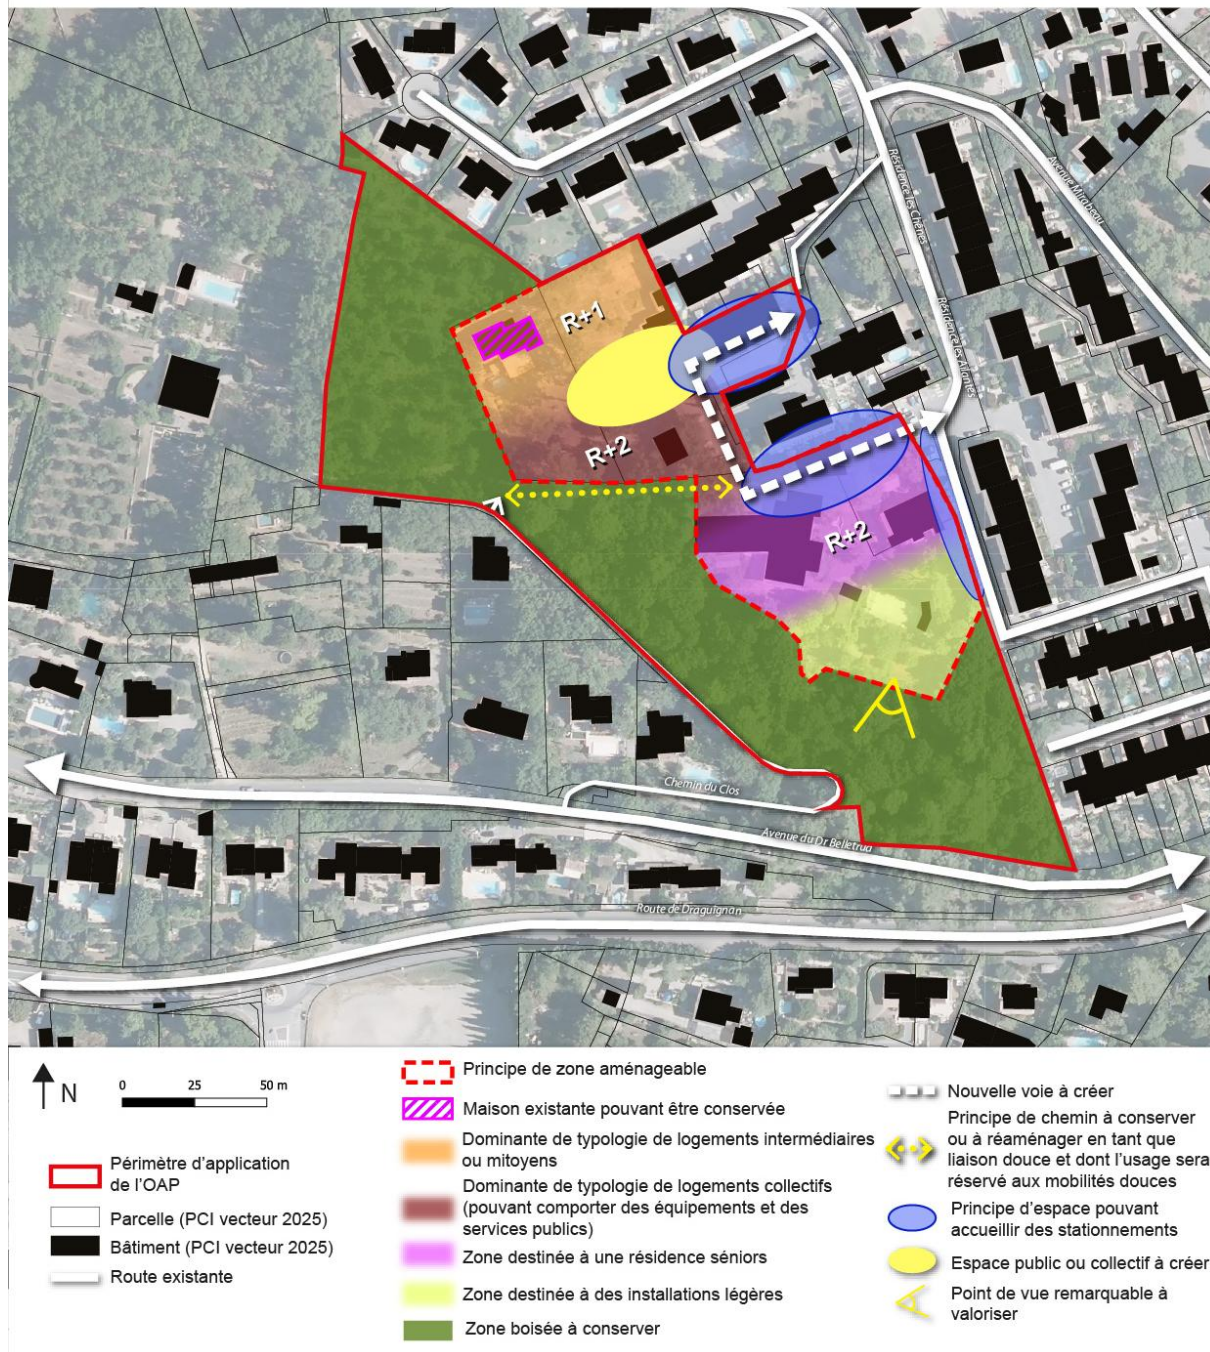 Résidence les Chênes
Avenue Mirabeau
R+1
Résidence les Allongues
R+2
R+2
Chemin du Clos
Avenue du Dr Belletrud
Route de Draguignan
N
0 25 50 m
Périmètre d'application
de l'OAP
Parcelle (PCI vecteur 2025)
Bâtiment (PCI vecteur 2025)
Route existante
Principe de zone aménageable
Maison existante pouvant être conservée
Dominante de typologie de logements intermédiaires
ou mitoyens
Dominante de typologie de logements collectifs
(pouvant comporter des équipements et des
services publics)
Zone destinée à une résidence séniors
Zone destinée à des installations légères
Zone boisée à conserver
Nouvelle voie à créer
Principe de chemin à conserver
ou à réaménager en tant que
liaison douce et dont l'usage sera
réservé aux mobilités douces
Principe d'espace pouvant
accueillir des stationnements
Espace public ou collectif à créer
Point de vue remarquable à
valoriser